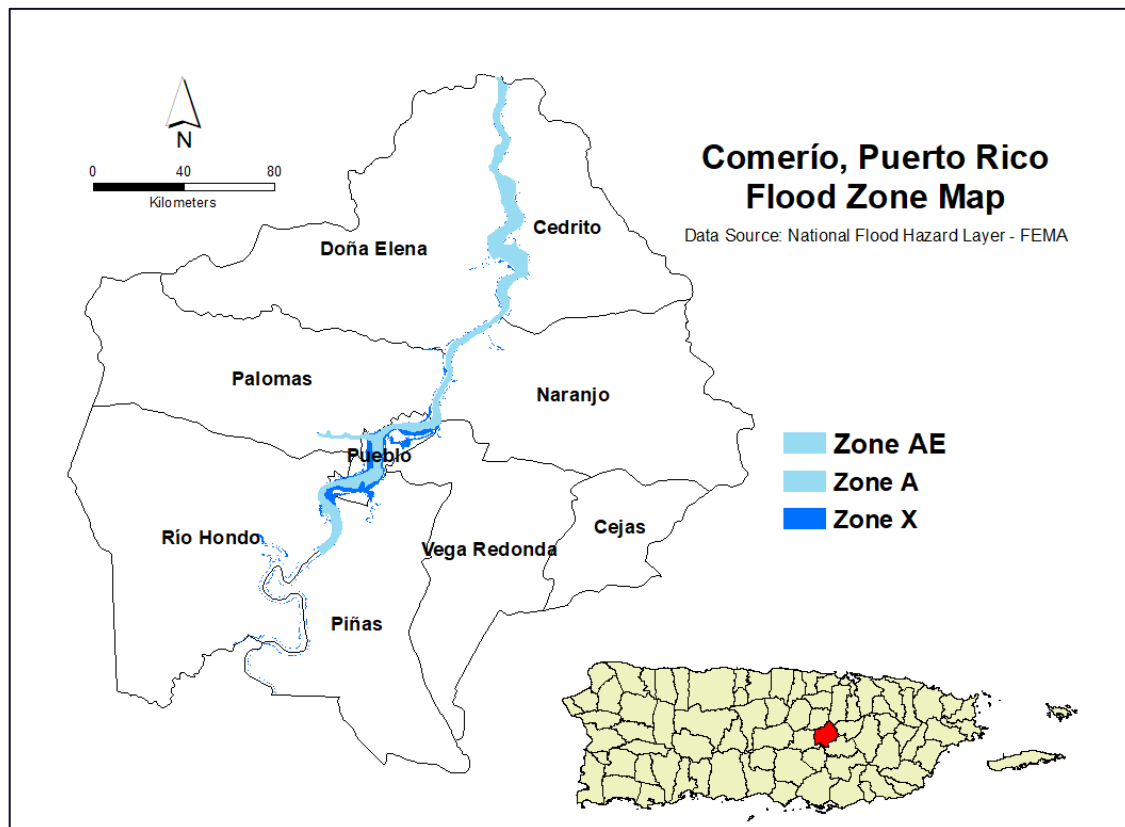 N
0 40 80
Kilometers
Comerío, Puerto Rico
Flood Zone Map
Data Source: National Flood Hazard Layer - FEMA
Doña Elena
Cedrito
Palomas
Naranjo
Pueblo
Río Hondo
Vega Redonda
Cejas
Piñas
Zone AE
Zone A
Zone X